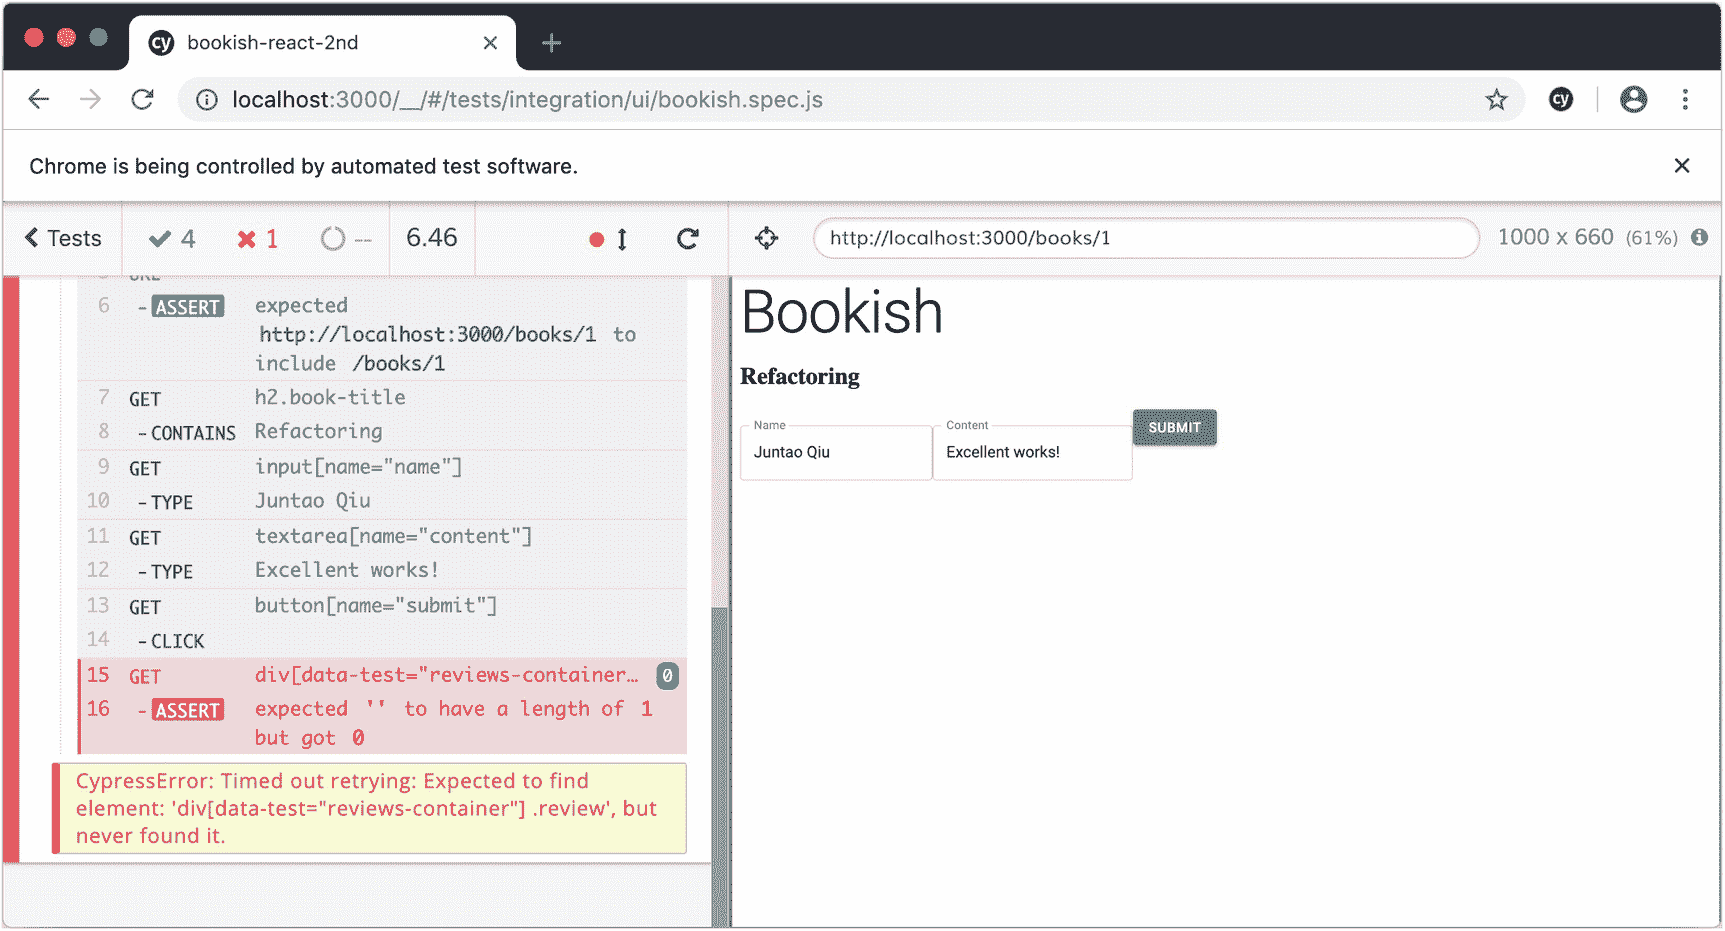 cy bookish-react-2nd
localhost:3000/__/#/tests/integration/ui/bookish.spec.js
cy
Chrome is being controlled by automated test software.
Tests 4 1 -- 6.46
http://localhost:3000/books/1
1000 x 660 (61%)
6 - ASSERT expected
http://localhost:3000/books/1 to
include /books/1
7 GET h2.book-title
8 - CONTAINS Refactoring
9 GET input[name="name"]
10 - TYPE Juntao Qiu
11 GET textarea[name="content"]
12 - TYPE Excellent works!
13 GET button[name="submit"]
14 - CLICK
15 GET div[data-test="reviews-container… 0
16 - ASSERT expected '' to have a length of 1
but got 0
CypressError: Timed out retrying: Expected to find
element: 'div[data-test="reviews-container"] .review', but
never found it.
Bookish
Refactoring
Name
Juntao Qiu
Content
Excellent works!
SUBMIT